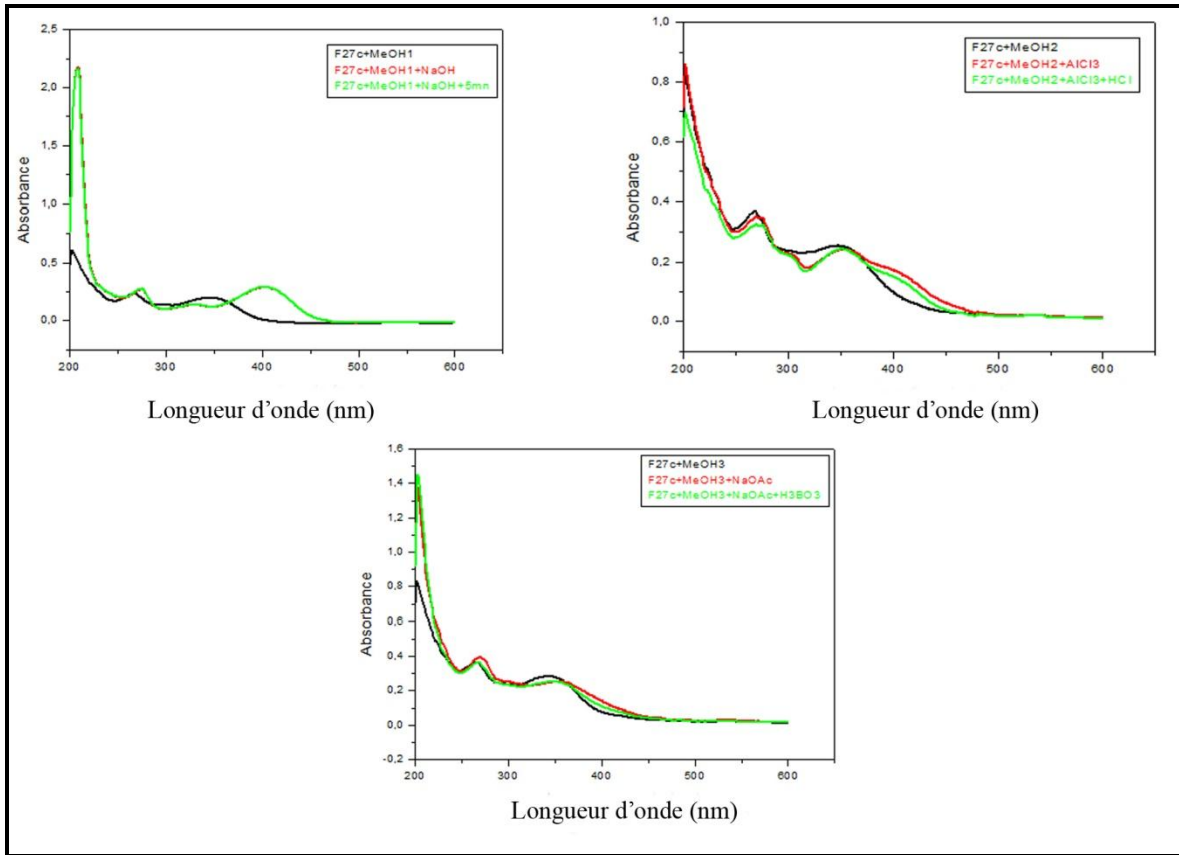 2,5
2,0
1,5
1,0
0,5
0,0
Absorbance
F27c+MeOH1
F27c+MeOH1+NaOH
F27c+MeOH1+NaOH+5mn
200 300 400 500 600
Longueur d’onde (nm)
1,0
0,8
0,6
0,4
0,2
0,0
Absorbance
F27c+MeOH2
F27c+MeOH2+AlCl3
F27c+MeOH2+AlCl3+HCl
200 300 400 500 600
Longueur d’onde (nm)
1,6
1,4
1,2
1,0
0,8
0,6
0,4
0,2
0,0
-0,2
Absorbance
F27c+MeOH3
F27c+MeOH3+NaOAc
F27c+MeOH3+NaOAc+H3BO3
200 300 400 500 600
Longueur d’onde (nm)